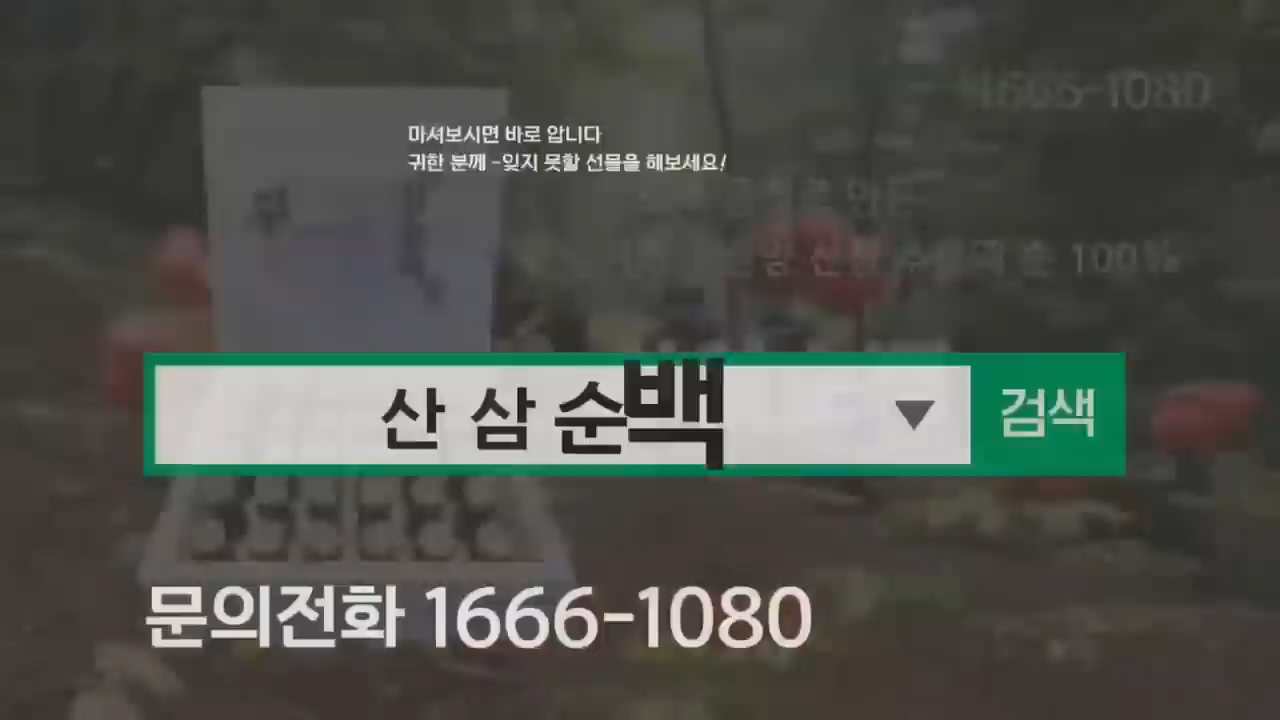 1666-1080
마셔보시면 바로 압니다
귀한 분께 -잊지 못할 선물을 해보세요!
순 100%
산 삼 순백
검색
문의전화 1666-1080